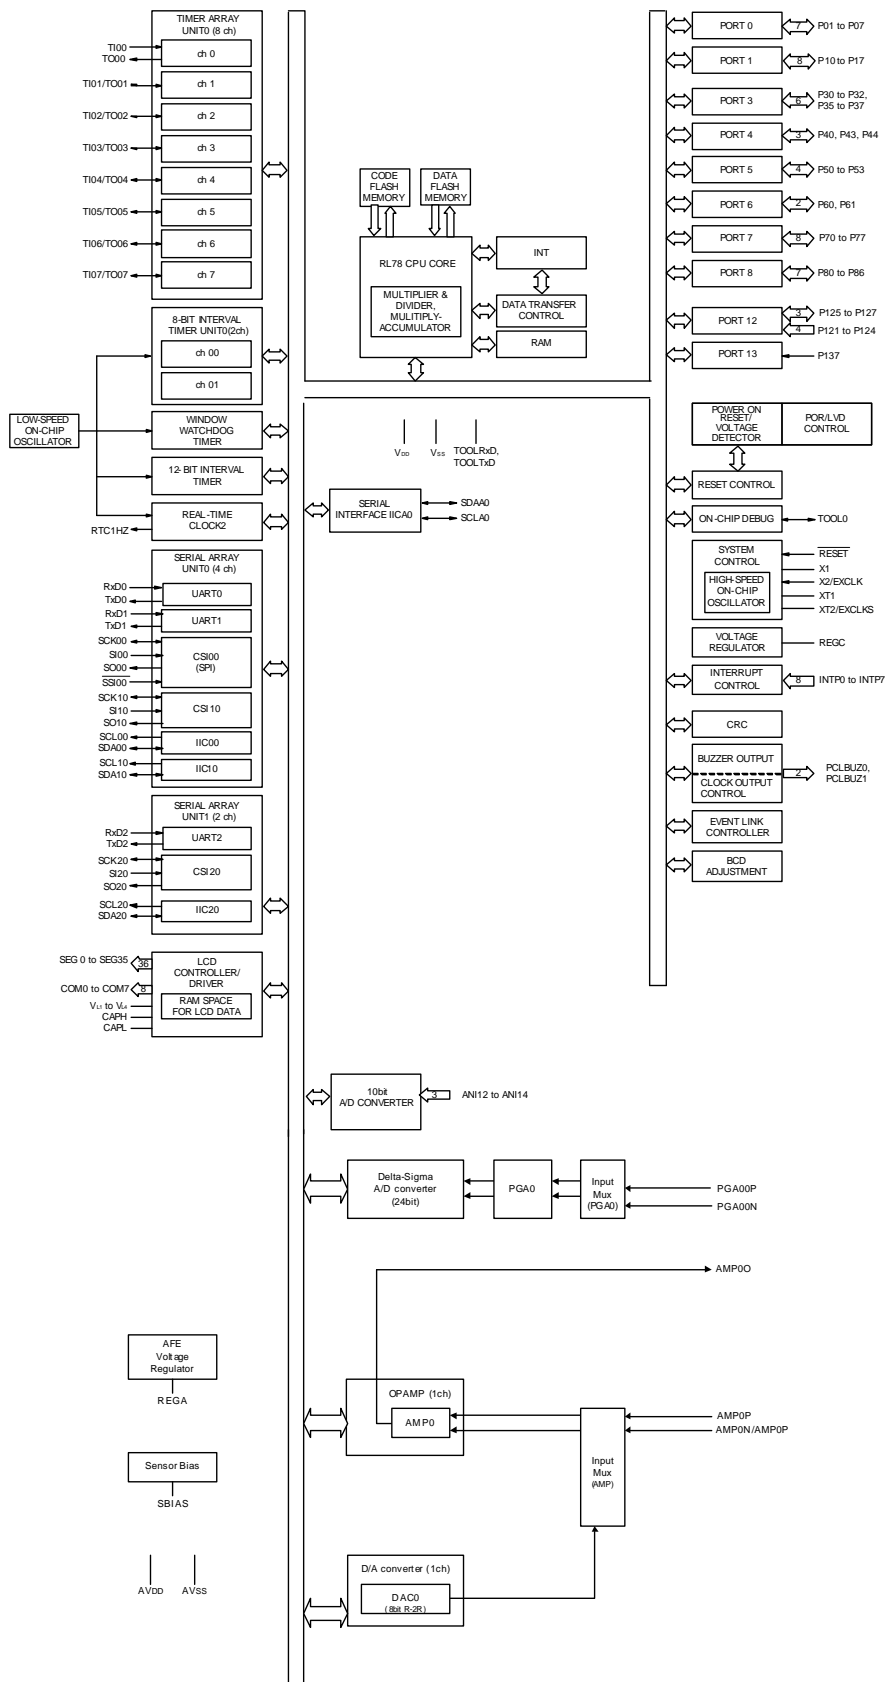 TIMER ARRAY
UNIT0 (8 ch)
TI00
TO00
ch 0
TI01/TO01
ch 1
TI02/TO02
ch 2
TI03/TO03
ch 3
TI04/TO04
ch 4
TI05/TO05
ch 5
TI06/TO06
ch 6
TI07/TO07
ch 7
8-BIT INTERVAL
TIMER UNIT0(2ch)
ch 00
ch 01
LOW-SPEED
ON-CHIP
OSCILLATOR
WINDOW
WATCHDOG
TIMER
12- BIT INTERVAL
TIMER
REAL-TIME
CLOCK2
RTC1HZ
SERIAL ARRAY
UNIT0 (4 ch)
RxD0
TxD0
UART0
RxD1
TxD1
UART1
SCK00
SI00
SO00
SSI00
CSI00
(SPI)
SCK10
SI10
SO10
CSI10
SCL00
SDA00
IIC00
SCL10
SDA10
IIC10
SERIAL ARRAY
UNIT1 (2 ch)
RxD2
TxD2
UART2
SCK20
SI20
SO20
CSI20
SCL20
SDA20
IIC20
SEG 0 to SEG35
36
COM0 to COM7
8
VL1 to VL4
CAPH
CAPL
LCD
CONTROLLER/
DRIVER
RAM SPACE
FOR LCD DATA
CODE
FLASH
MEMORY
DATA
FLASH
MEMORY
RL78 CPU CORE
MULTIPLIER &
DIVIDER,
MULITIPLY-
ACCUMULATOR
INT
DATA TRANSFER
CONTROL
RAM
VDD
VSS
TOOLRxD,
TOOLTxD
SERIAL
INTERFACE IICA0
SDAA0
SCLA0
PORT 0
7
P01 to P07
PORT 1
8
P10 to P17
PORT 3
6
P30 to P32,
P35 to P37
PORT 4
3
P40, P43, P44
PORT 5
4
P50 to P53
PORT 6
2
P60, P61
PORT 7
8
P70 to P77
PORT 8
7
P80 to P86
PORT 12
3
P125 to P127
4
P121 to P124
PORT 13
P137
POWER ON
RESET/
VOLTAGE
DETECTOR
POR/LVD
CONTROL
RESET CONTROL
ON-CHIP DEBUG
TOOL0
SYSTEM
CONTROL
HIGH-SPEED
ON-CHIP
OSCILLATOR
RESET
X1
X2/EXCLK
XT1
XT2/EXCLKS
VOLTAGE
REGULATOR
REGC
INTERRUPT
CONTROL
8
INTP0 to INTP7
CRC
BUZZER OUTPUT
CLOCK OUTPUT
CONTROL
2
PCLBUZ0,
PCLBUZ1
EVENT LINK
CONTROLLER
BCD
ADJUSTMENT
10bit
A/D CONVERTER
3
ANI12 to ANI14
Delta-Sigma
A/D converter
(24bit)
PGA0
Input
Mux
(PGA0)
PGA00P
PGA00N
AMP0O
AFE
Voltage
Regulator
REGA
OPAMP (1ch)
AMP0
AMP0P
AMP0N/AMP0P
Input
Mux
(AMP)
Sensor Bias
SBIAS
AVDD
AVSS
D/A converter (1ch)
DAC0
(8bit R-2R)